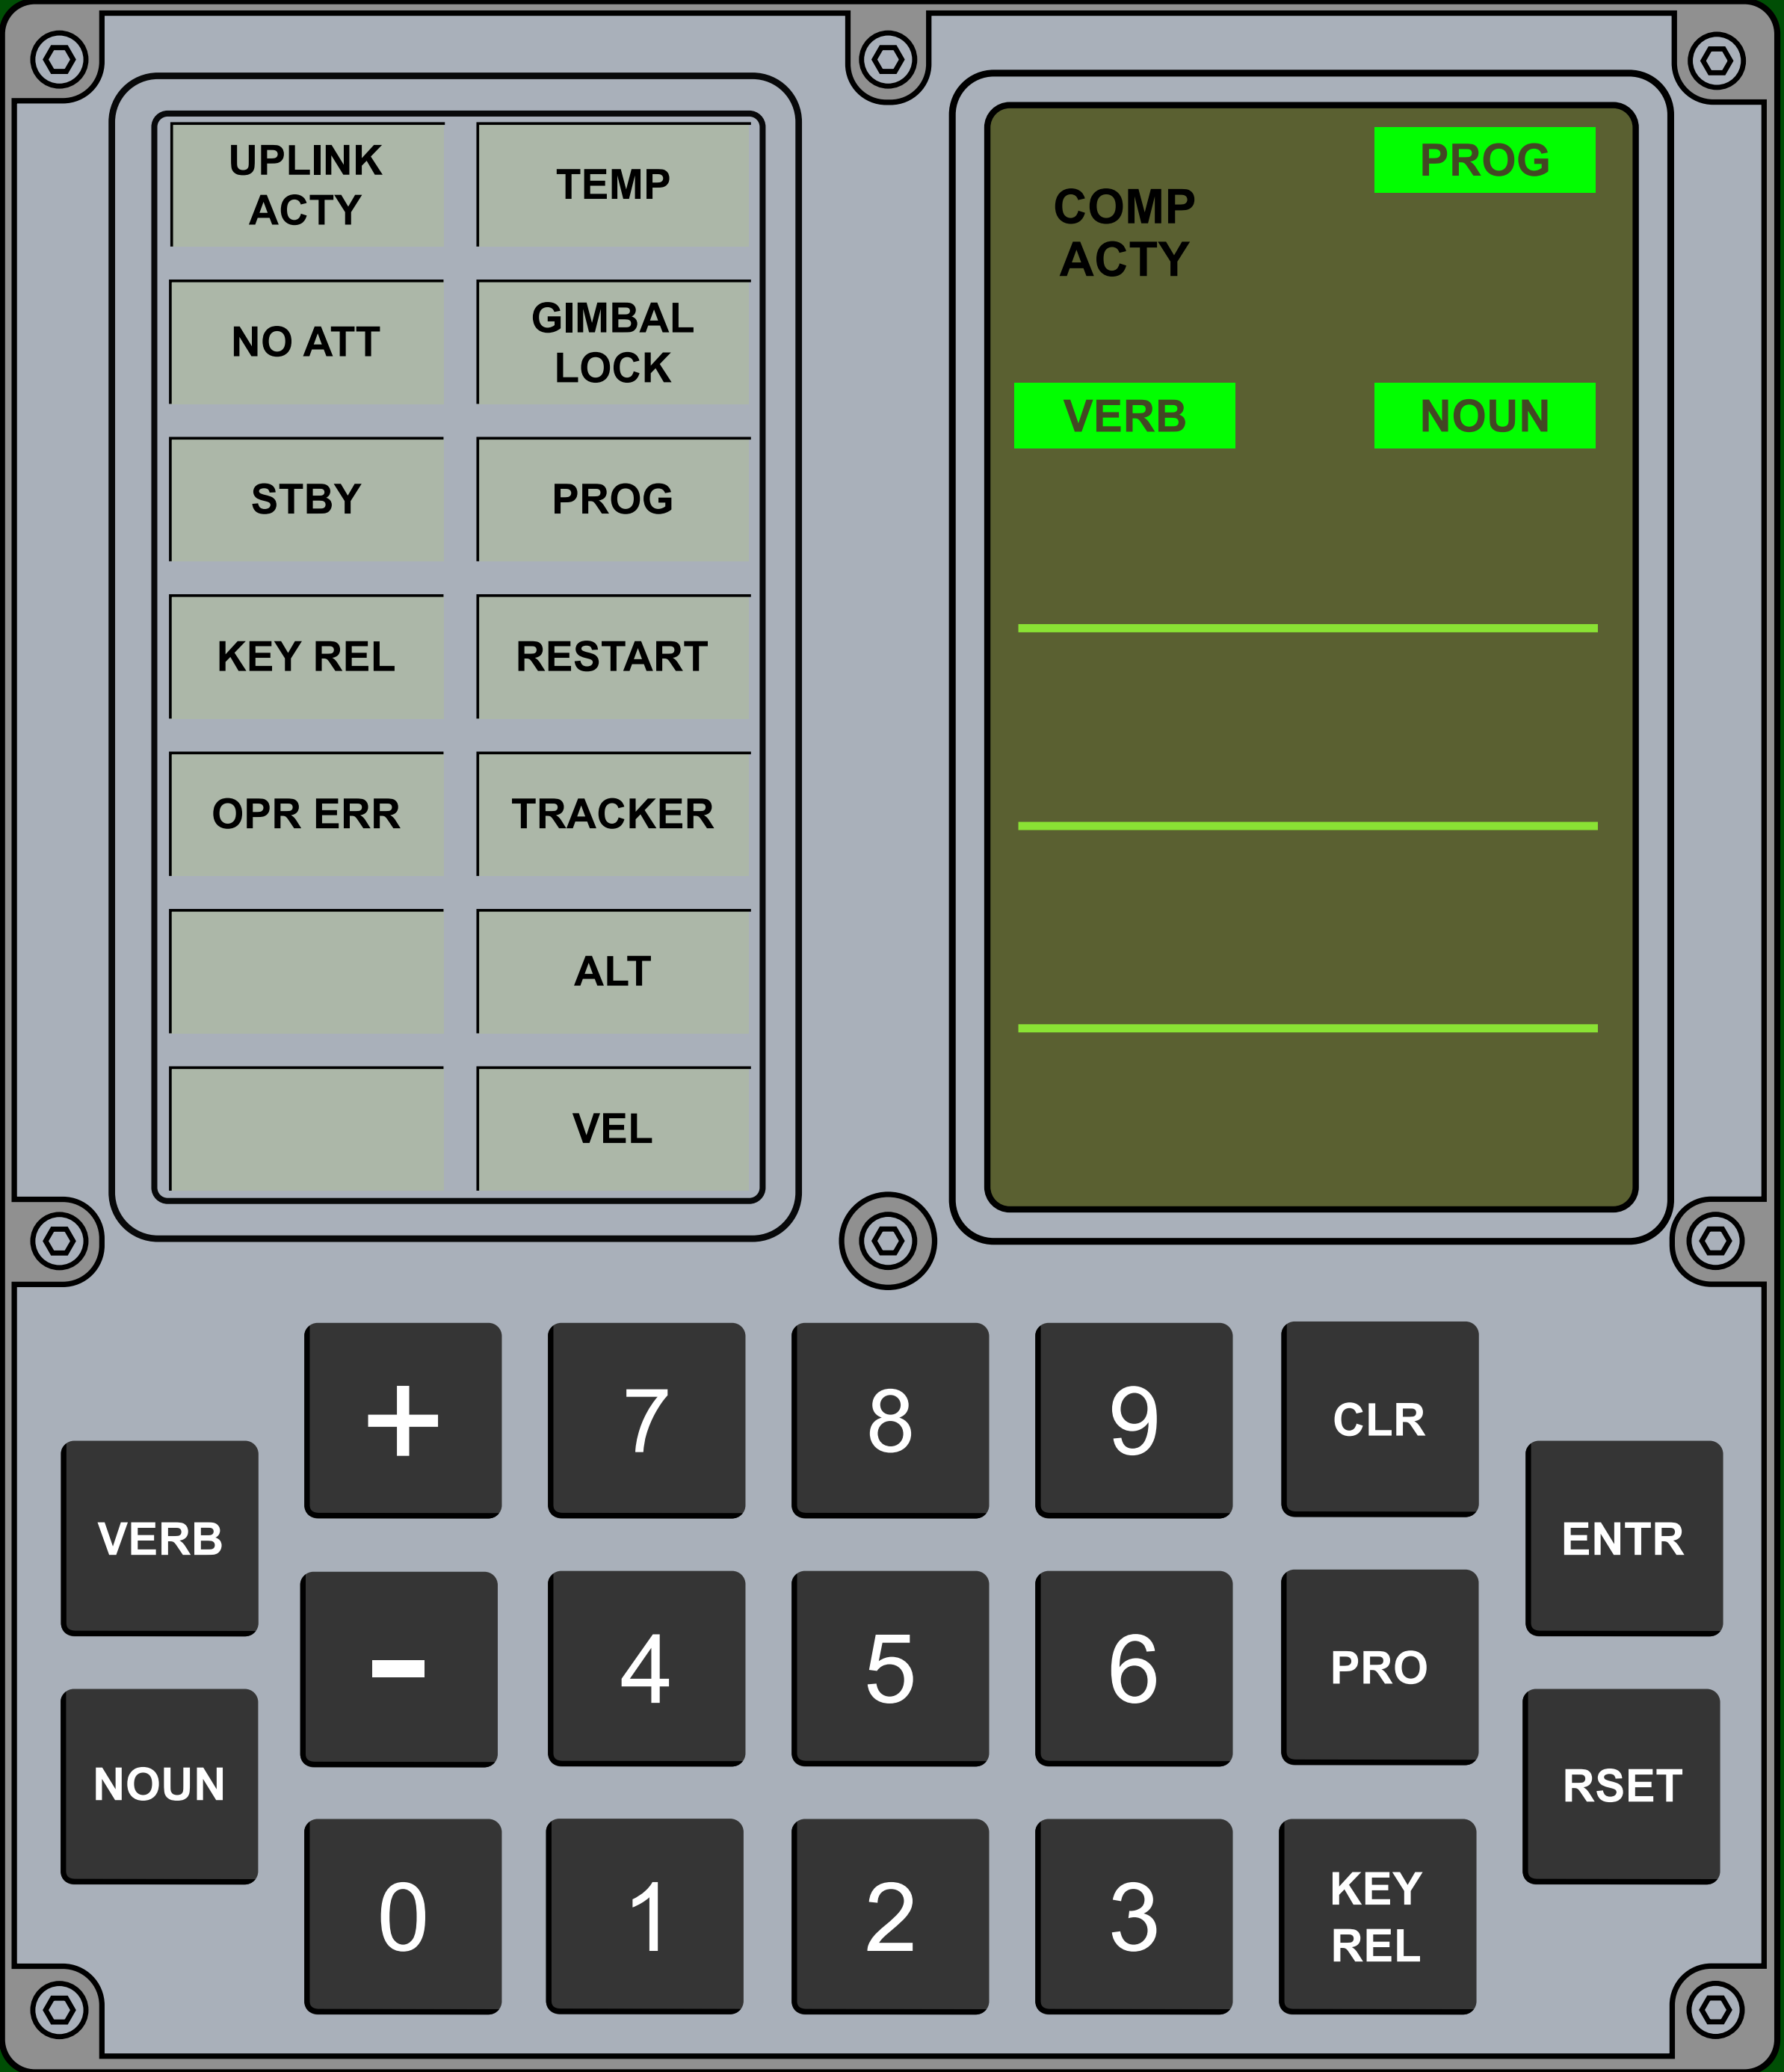 UPLINK
ACTY
TEMP
NO ATT
GIMBAL
LOCK
STBY
PROG
KEY REL
RESTART
OPR ERR
TRACKER
ALT
VEL
PROG
COMP
ACTY
VERB
NOUN
+
7
8
9
CLR
VERB
ENTR
-
4
5
6
PRO
NOUN
RSET
0
1
2
3
KEY
REL